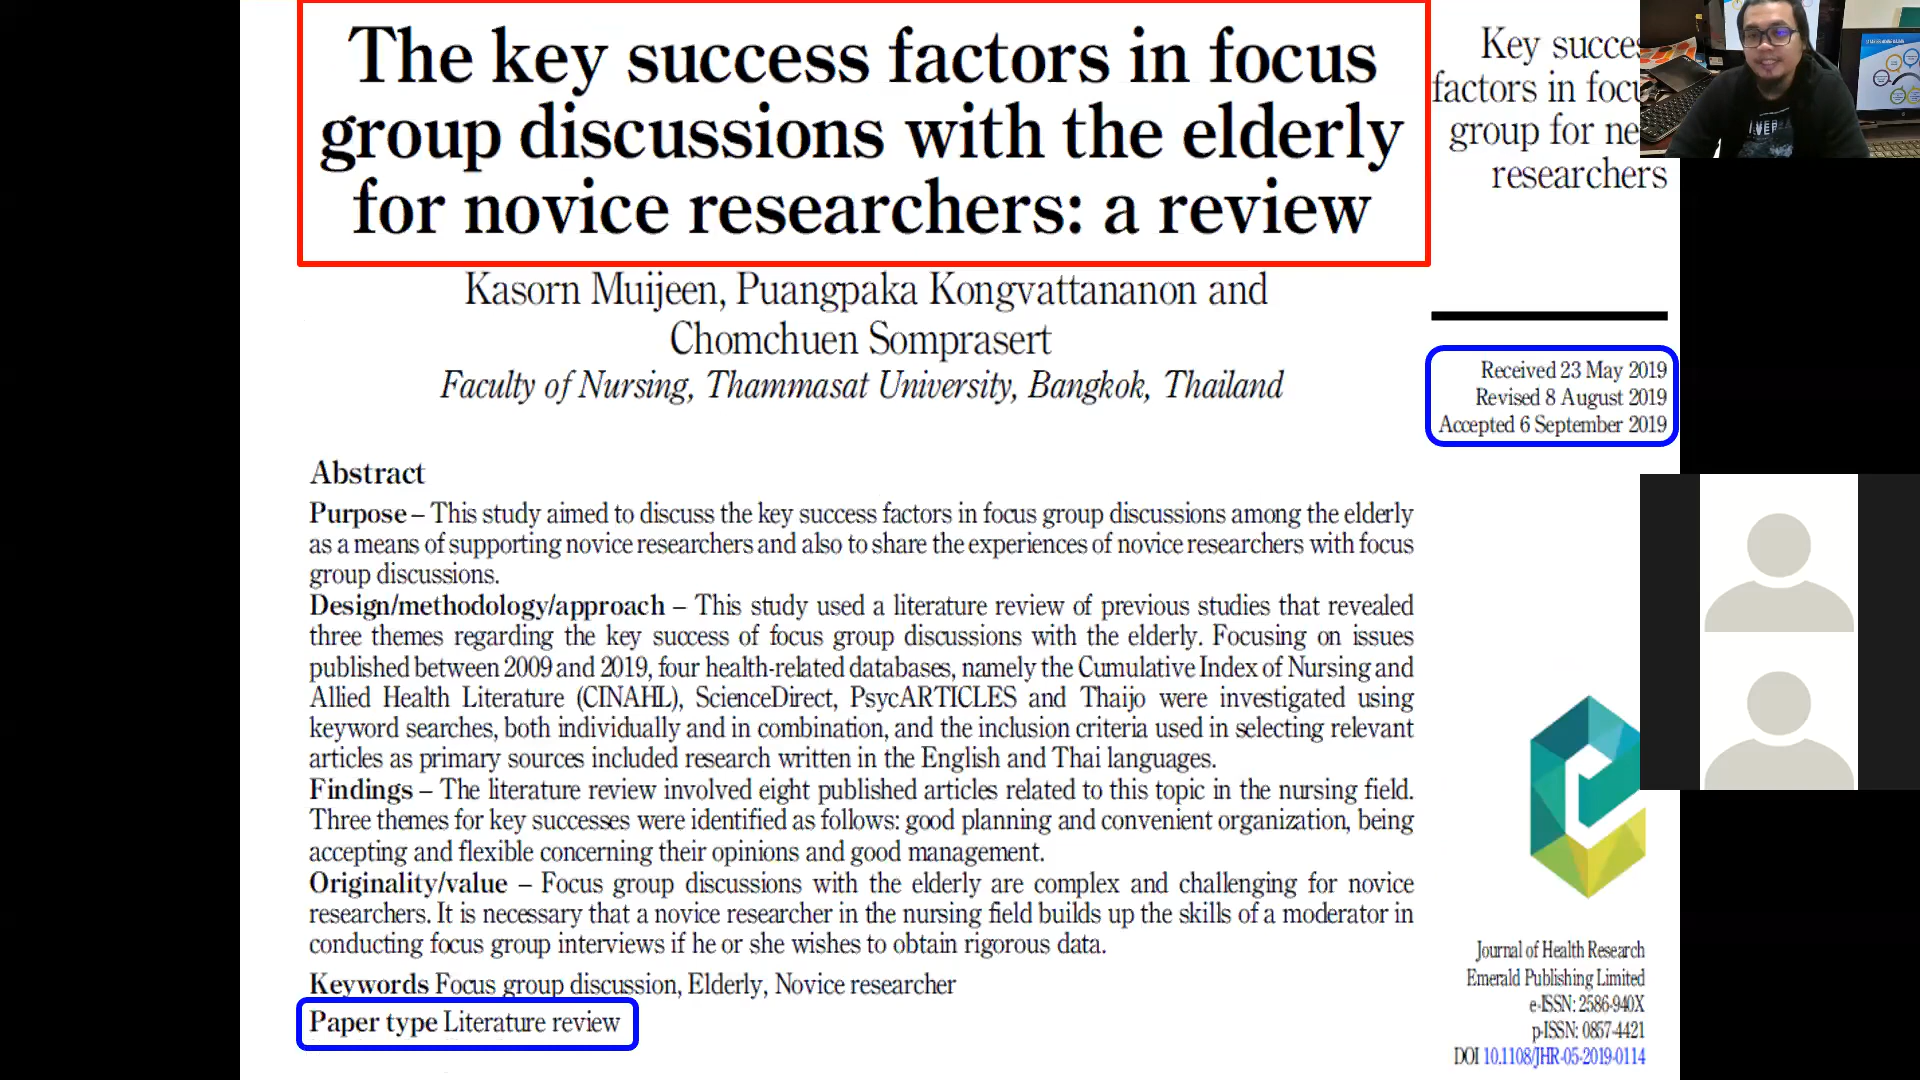 The key success factors in focus
group discussions with the elderly
for novice researchers: a review
Kasorn Muijeen, Puangpaka Kongvattananon and
Chomchuen Somprasert
Faculty of Nursing, Thammasat University, Bangkok, Thailand
Key
factors in
group for
researchers
Received 23 May 2019
Revised 8 August 2019
Accepted 6 September 2019
Abstract
Purpose – This study aimed to discuss the key success factors in focus group discussions among the elderly
as a means of supporting novice researchers and also to share the experiences of novice researchers with focus
group discussions.
Design/methodology/approach – This study used a literature review of previous studies that revealed
three themes regarding the key success of focus group discussions with the elderly. Focusing on issues
published between 2009 and 2019, four health-related databases, namely the Cumulative Index of Nursing and
Allied Health Literature (CINAHL), ScienceDirect, PsycARTICLES and Thaijo were investigated using
keyword searches, both individually and in combination, and the inclusion criteria used in selecting relevant
articles as primary sources included research written in the English and Thai languages.
Findings – The literature review involved eight published articles related to this topic in the nursing field.
Three themes for key successes were identified as follows: good planning and convenient organization, being
accepting and flexible concerning their opinions and good management.
Originality/value – Focus group discussions with the elderly are complex and challenging for novice
researchers. It is necessary that a novice researcher in the nursing field builds up the skills of a moderator in
conducting focus group interviews if he or she wishes to obtain rigorous data.
Keywords Focus group discussion, Elderly, Novice researcher
Paper type Literature review
Journal of Health Research
Emerald Publishing Limited
e-ISSN: 2586-940X
p-ISSN: 0857-4421
DOI 10.1108/JHR-05-2019-0114